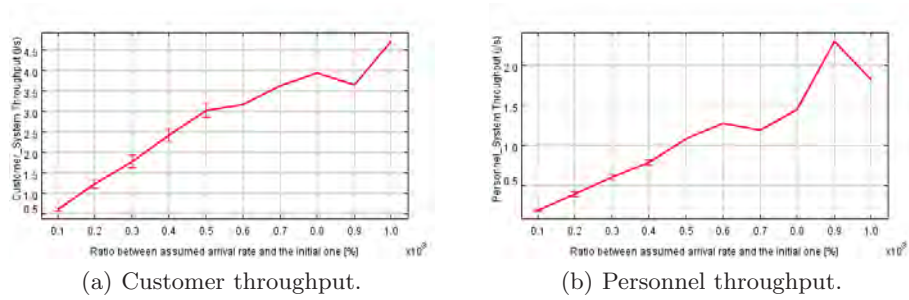 Customer_System Throughput (j/s)
4.5
4.0
3.5
3.0
2.5
2.0
1.5
1.0
0.5
0.1 0.2 0.3 0.4 0.5 0.6 0.7 0.8 0.9 1.0
Ratio between assumed arrival rate and the initial one [%] x10³
(a) Customer throughput.
Personnel_System Throughput (j/s)
2.0
1.5
1.0
0.5
0.1 0.2 0.3 0.4 0.5 0.6 0.7 0.8 0.9 1.0
Ratio between assumed arrival rate and the initial one [%] x10³
(b) Personnel throughput.